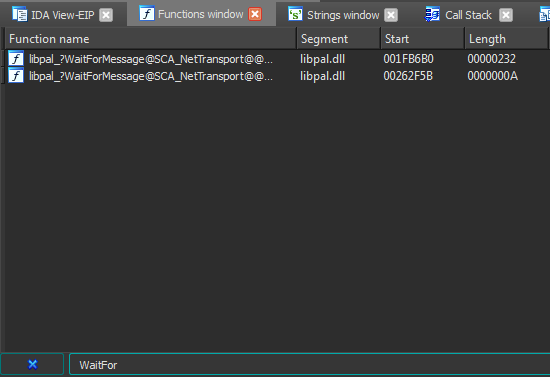 IDA View-EIP Functions window Strings window Call Stack
Function name Segment Start Length
f libpal_?WaitForMessage@SCA_NetTransport@@... libpal.dll 001FB6B0 00000232
f libpal_?WaitForMessage@SCA_NetTransport@@... libpal.dll 00262F5B 0000000A
WaitFor